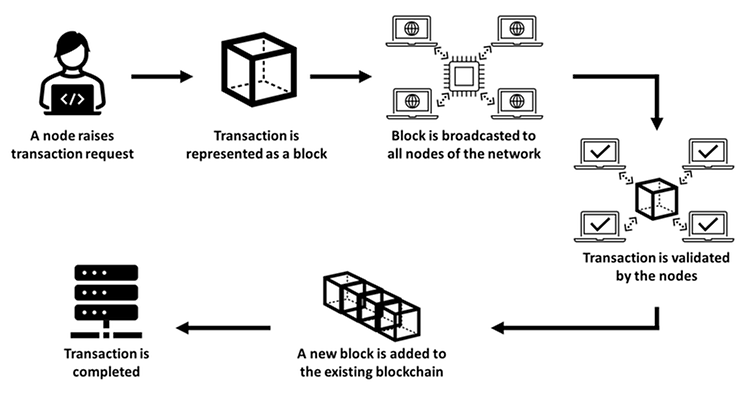 </>
A node raises
transaction request
Transaction is
represented as a block
Block is broadcasted to
all nodes of the network
Transaction is validated
by the nodes
A new block is added to
the existing blockchain
Transaction is
completed